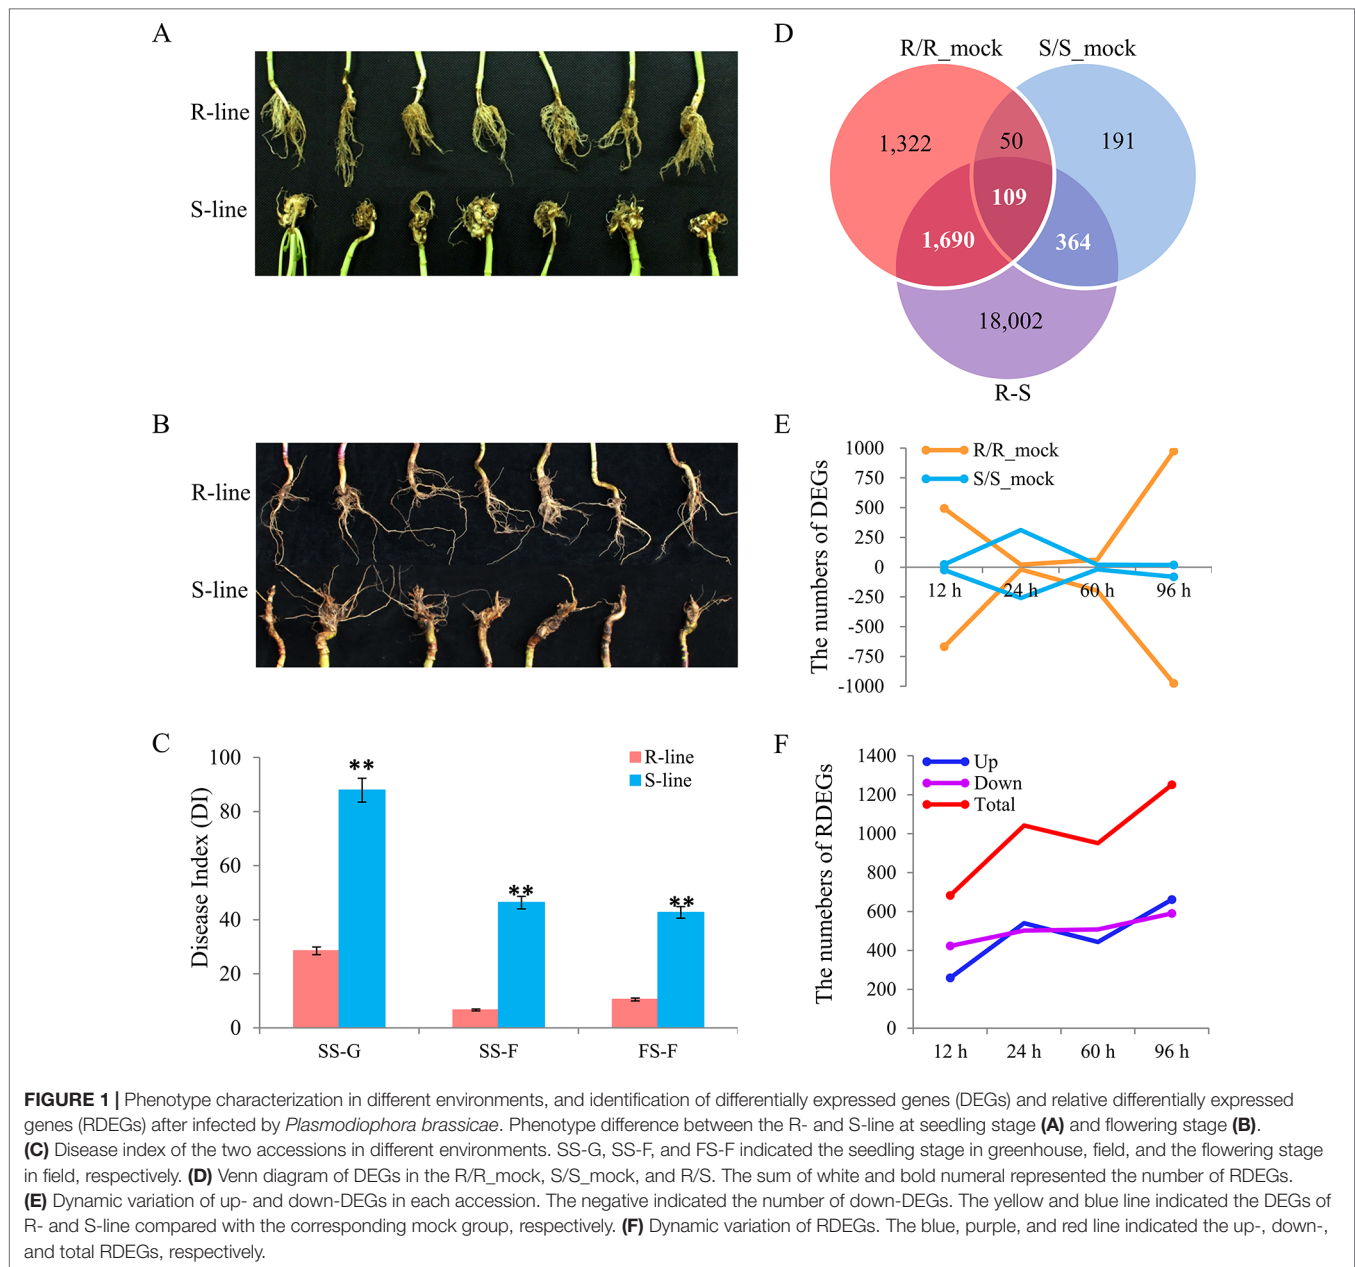 A
R-line
S-line
B
R-line
S-line
C
100
80
60
40
20
0
Disease Index (DI)
R-line
S-line
**
**
**
SS-G
SS-F
FS-F
D
R/R_mock
S/S_mock
1,322
50
191
109
1,690
364
18,002
R-S
E
1000
750
500
250
0
-250
-500
-750
-1000
The numbers of DEGs
R/R_mock
S/S_mock
12 h
24 h
60 h
96 h
F
1400
1200
1000
800
600
400
200
0
The numebers of RDEGs
Up
Down
Total
12 h
24 h
60 h
96 h
FIGURE 1 | Phenotype characterization in different environments, and identification of differentially expressed genes (DEGs) and relative differentially expressed
genes (RDEGs) after infected by Plasmodiophora brassicae. Phenotype difference between the R- and S-line at seedling stage (A) and flowering stage (B).
(C) Disease index of the two accessions in different environments. SS-G, SS-F, and FS-F indicated the seedling stage in greenhouse, field, and the flowering stage
in field, respectively. (D) Venn diagram of DEGs in the R/R_mock, S/S_mock, and R/S. The sum of white and bold numeral represented the number of RDEGs.
(E) Dynamic variation of up- and down-DEGs in each accession. The negative indicated the number of down-DEGs. The yellow and blue line indicated the DEGs of
R- and S-line compared with the corresponding mock group, respectively. (F) Dynamic variation of RDEGs. The blue, purple, and red line indicated the up-, down-,
and total RDEGs, respectively.